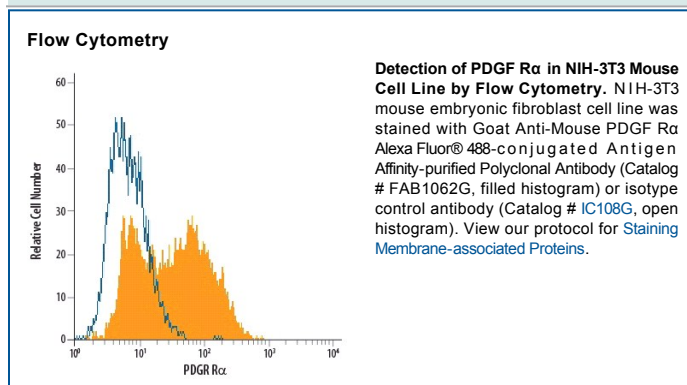 Flow Cytometry
60
50
40
30
20
10
0
Relative Cell Number
10⁰ 10¹ 10² 10³ 10⁴
PDGR Rα
Detection of PDGF Rα in NIH-3T3 Mouse
Cell Line by Flow Cytometry. NIH-3T3
mouse embryonic fibroblast cell line was
stained with Goat Anti-Mouse PDGF Rα
Alexa Fluor® 488-conjugated Antigen
Affinity-purified Polyclonal Antibody (Catalog
# FAB1062G, filled histogram) or isotype
control antibody (Catalog # IC108G, open
histogram). View our protocol for Staining
Membrane-associated Proteins.